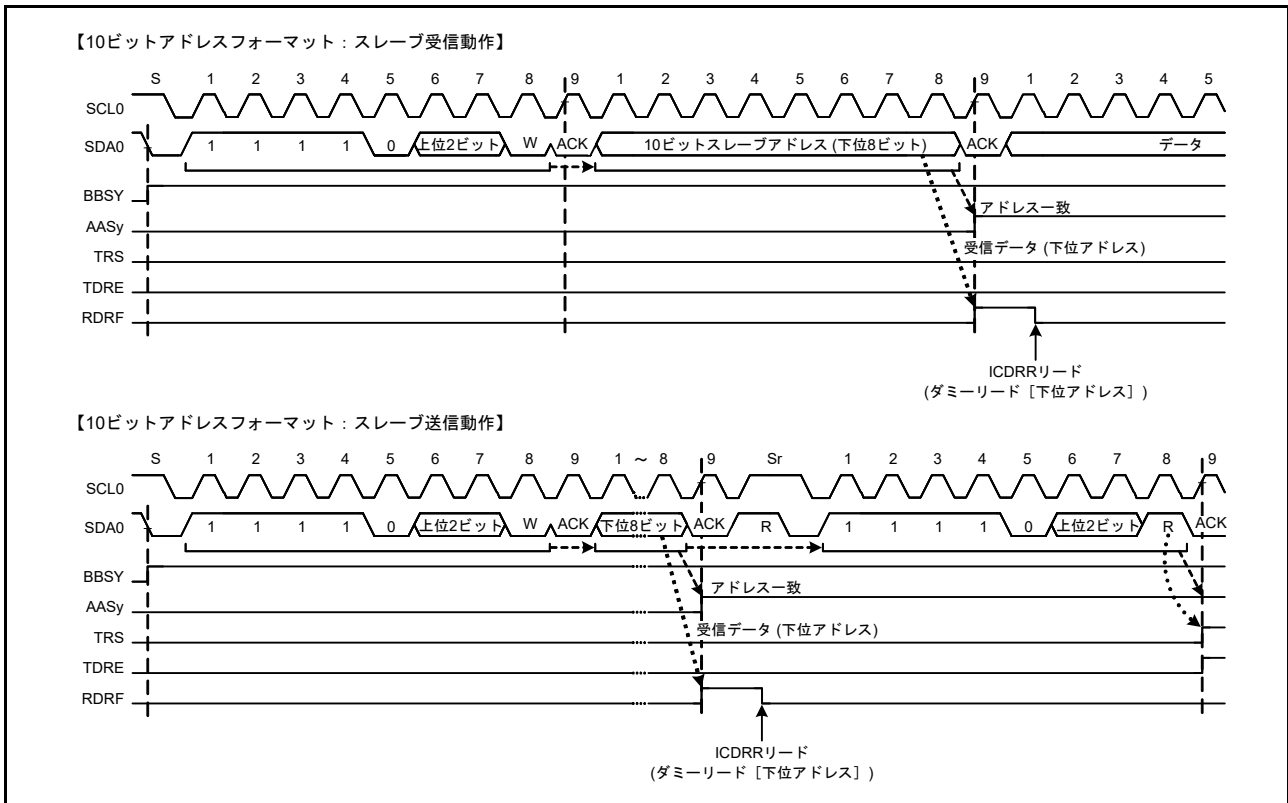 【10ビットアドレスフォーマット：スレーブ受信動作】
S 1 2 3 4 5 6 7 8 9 1 2 3 4 5 6 7 8 9 1 2 3 4 5
SCL0
SDA0 1 1 1 1 0 上位2ビット W ACK 10ビットスレーブアドレス (下位8ビット) ACK データ
BBSY
アドレス一致
AASy
受信データ (下位アドレス)
TRS
TDRE
RDRF
ICDRRリード
(ダミーリード［下位アドレス］)
【10ビットアドレスフォーマット：スレーブ送信動作】
S 1 2 3 4 5 6 7 8 9 1 ～ 8 9 Sr 1 2 3 4 5 6 7 8 9
SCL0
SDA0 1 1 1 1 0 上位2ビット W ACK 下位8ビット ACK R 1 1 1 1 0 上位2ビット R ACK
BBSY
アドレス一致
AASy
受信データ (下位アドレス)
TRS
TDRE
RDRF
ICDRRリード
(ダミーリード［下位アドレス］)